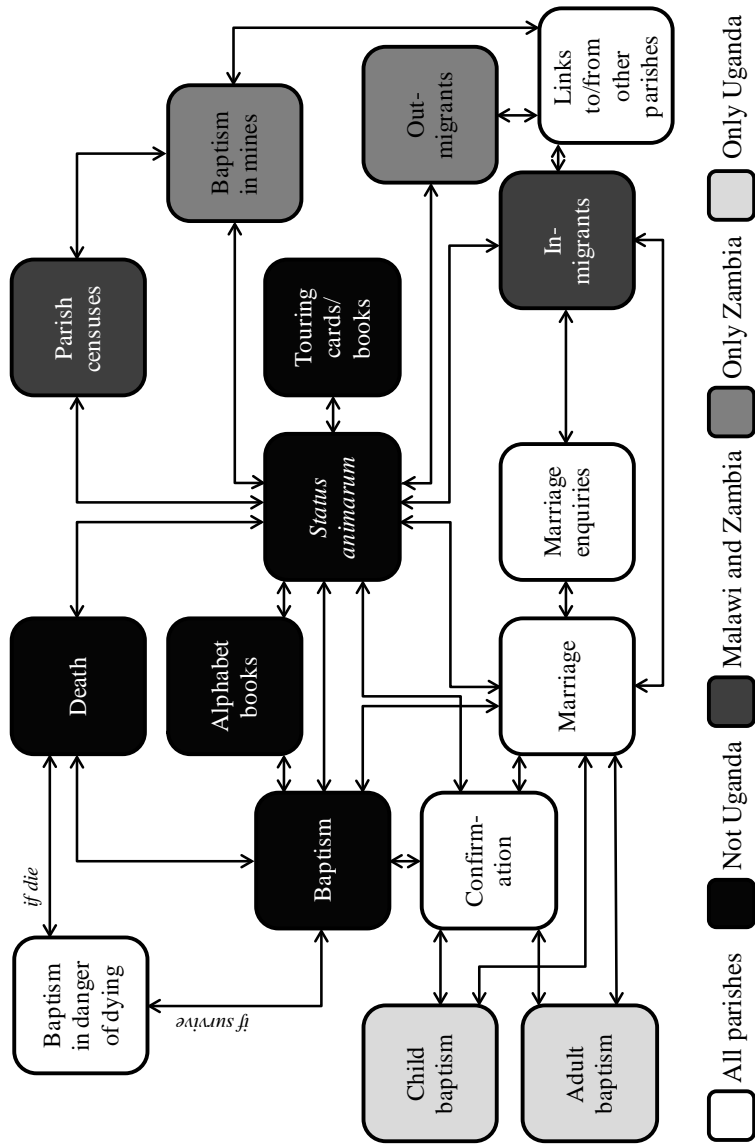 Baptism
in danger
of dying
if die
Death
Parish
censuses
if survive
Alphabet
books
Baptism
in mines
Child
baptism
Baptism
Status
animarum
Touring
cards/
books
Out-
migrants
Adult
baptism
Confirm-
ation
Marriage
Marriage
enquiries
In-
migrants
Links
to/from
other
parishes
All parishes
Not Uganda
Malawi and Zambia
Only Zambia
Only Uganda